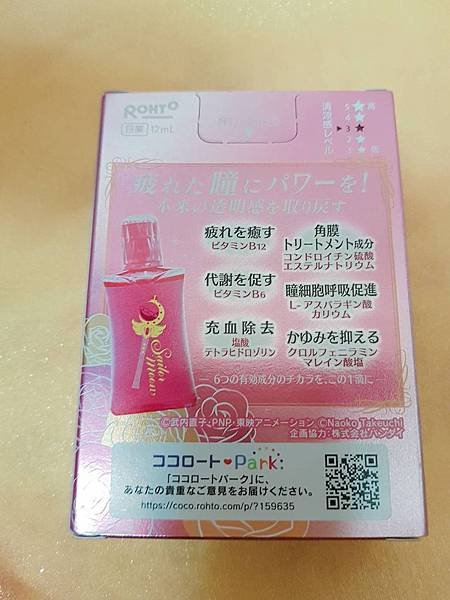 ROHTO
目薬 12mL
清涼感レベル
5 高
4
▶3
2
1 低
疲れた瞳にパワーを!
本来の透明感を取り戻す
疲れを癒す
ビタミンB12
角膜
トリートメント成分
コンドロイチン硫酸
エステルナトリウム
代謝を促す
ビタミンB6
瞳細胞呼吸促進
L-アスパラギン酸
カリウム
充血除去
塩酸
テトラヒドロゾリン
かゆみを抑える
クロルフェニラミン
マレイン酸塩
Sailor
Moon
6つの有効成分のチカラを、この1滴に
©武内直子・PNP・東映アニメーション ©Naoko Takeuchi
企画協力:株式会社バンダイ
ココロート♥Park
「ココロートパーク」に、
あなたの貴重なご意見をお届けください。
https://coco.rohto.com/p/?159635